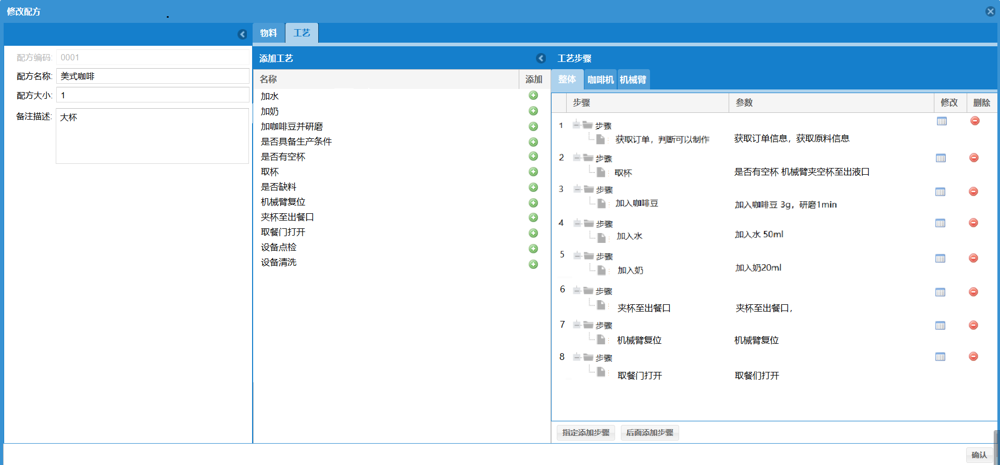 修改配方
物料 工艺
配方编码: 0001
配方名称: 美式咖啡
配方大小: 1
备注描述: 大杯
添加工艺
名称 添加
加水
加奶
加咖啡豆并研磨
是否具备生产条件
是否有空杯
取杯
是否缺料
机械臂复位
夹杯至出餐口
取餐门打开
设备点检
设备清洗
工艺步骤
整体 咖啡机 机械臂
步骤 参数 修改 删除
1 步骤
获取订单，判断可以制作 获取订单信息，获取原料信息
2 步骤
取杯 是否有空杯 机械臂夹空杯至出液口
3 步骤
加入咖啡豆 加入咖啡豆 3g，研磨1min
4 步骤
加入水 加入水 50ml
5 步骤
加入奶 加入奶20ml
6 步骤
夹杯至出餐口 夹杯至出餐口，
7 步骤
机械臂复位 机械臂复位
8 步骤
取餐门打开 取餐们打开
指定添加步骤 后面添加步骤
确认